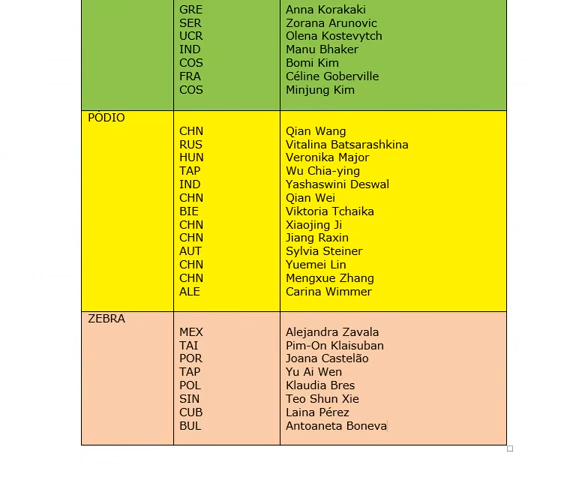 GRE Anna Korakaki
SER Zorana Arunovic
UCR Olena Kostevytch
IND Manu Bhaker
COS Bomi Kim
FRA Céline Goberville
COS Minjung Kim
PÓDIO
CHN Qian Wang
RUS Vitalina Batsarashkina
HUN Veronika Major
TAP Wu Chia-ying
IND Yashaswini Deswal
CHN Qian Wei
BIE Viktoria Tchaika
CHN Xiaojing Ji
CHN Jiang Raxin
AUT Sylvia Steiner
CHN Yuemei Lin
CHN Mengxue Zhang
ALE Carina Wimmer
ZEBRA
MEX Alejandra Zavala
TAI Pim-On Klaisuban
POR Joana Castelão
TAP Yu Ai Wen
POL Klaudia Bres
SIN Teo Shun Xie
CUB Laina Pérez
BUL Antoaneta Boneva